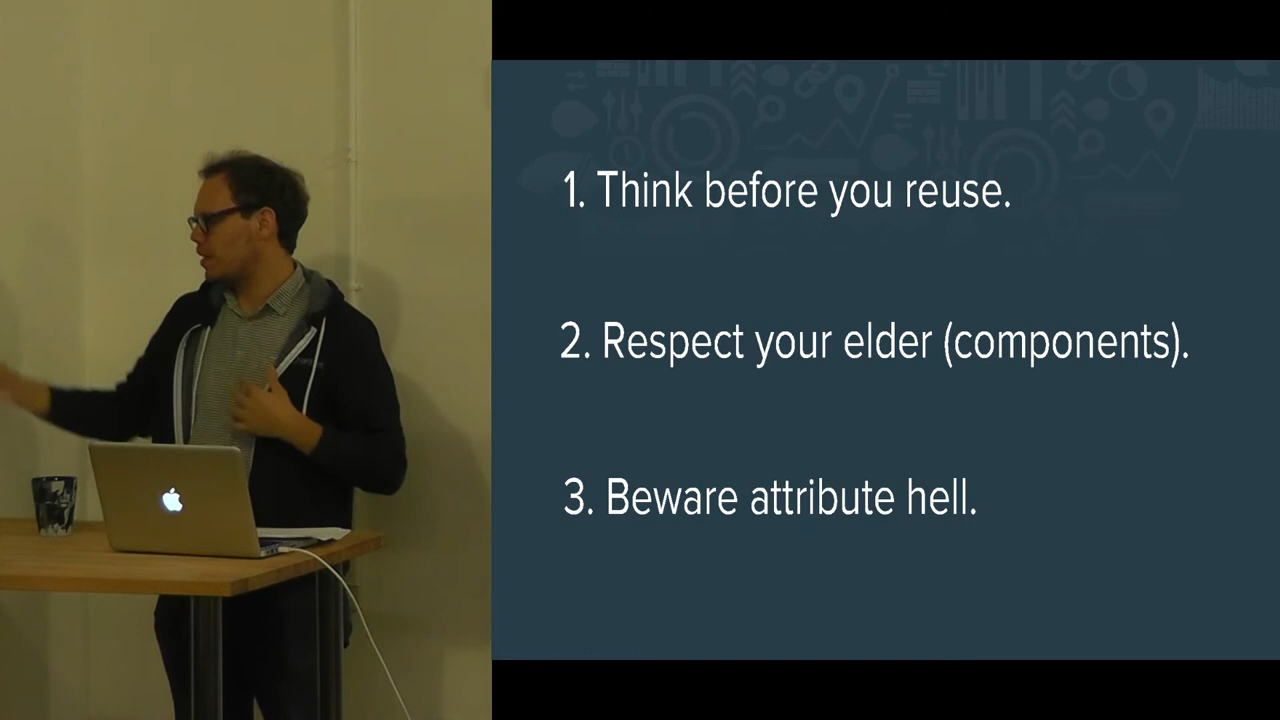 1. Think before you reuse.
2. Respect your elder (components).
3. Beware attribute hell.